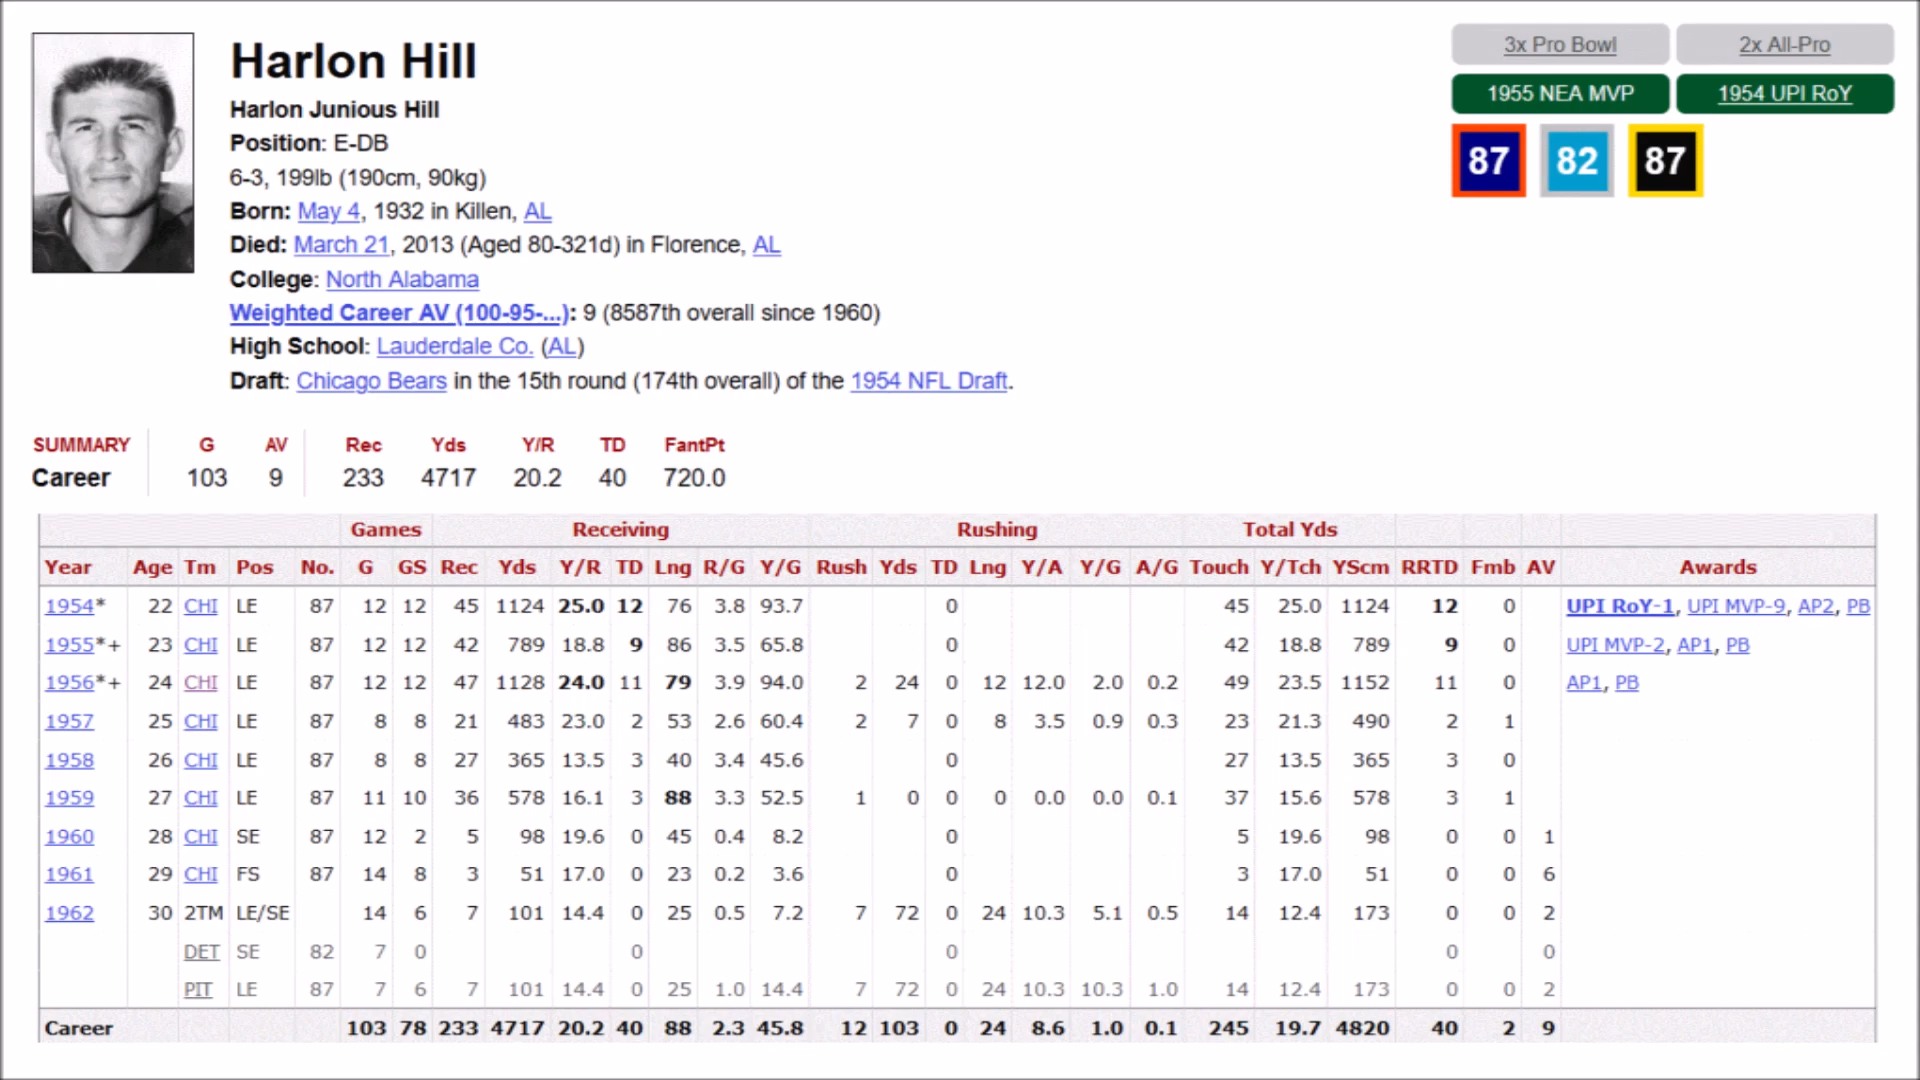 Harlon Hill
Harlon Junious Hill
Position: E-DB
6-3, 199lb (190cm, 90kg)
Born: May 4, 1932 in Killen, AL
Died: March 21, 2013 (Aged 80-321d) in Florence, AL
College: North Alabama
Weighted Career AV (100-95-...): 9 (8587th overall since 1960)
High School: Lauderdale Co. (AL)
Draft: Chicago Bears in the 15th round (174th overall) of the 1954 NFL Draft.
3x Pro Bowl 2x All-Pro
1955 NEA MVP 1954 UPI RoY
87 82 87
SUMMARY G AV Rec Yds Y/R TD FantPt
Career 103 9 233 4717 20.2 40 720.0
Games Receiving Rushing Total Yds
Year Age Tm Pos No. G GS Rec Yds Y/R TD Lng R/G Y/G Rush Yds TD Lng Y/A Y/G A/G Touch Y/Tch YScm RRTD Fmb AV Awards
1954* 22 CHI LE 87 12 12 45 1124 25.0 12 76 3.8 93.7 0 45 25.0 1124 12 0 UPI RoY-1, UPI MVP-9, AP2, PB
1955*+ 23 CHI LE 87 12 12 42 789 18.8 9 86 3.5 65.8 0 42 18.8 789 9 0 UPI MVP-2, AP1, PB
1956*+ 24 CHI LE 87 12 12 47 1128 24.0 11 79 3.9 94.0 2 24 0 12 12.0 2.0 0.2 49 23.5 1152 11 0 AP1, PB
1957 25 CHI LE 87 8 8 21 483 23.0 2 53 2.6 60.4 2 7 0 8 3.5 0.9 0.3 23 21.3 490 2 1
1958 26 CHI LE 87 8 8 27 365 13.5 3 40 3.4 45.6 0 27 13.5 365 3 0
1959 27 CHI LE 87 11 10 36 578 16.1 3 88 3.3 52.5 1 0 0 0 0.0 0.0 0.1 37 15.6 578 3 1
1960 28 CHI SE 87 12 2 5 98 19.6 0 45 0.4 8.2 0 5 19.6 98 0 0 1
1961 29 CHI FS 87 14 8 3 51 17.0 0 23 0.2 3.6 0 3 17.0 51 0 0 6
1962 30 2TM LE/SE 14 6 7 101 14.4 0 25 0.5 7.2 7 72 0 24 10.3 5.1 0.5 14 12.4 173 0 0 2
DET SE 82 7 0 0 0 0 0
PIT LE 87 7 6 7 101 14.4 0 25 1.0 14.4 7 72 0 24 10.3 10.3 1.0 14 12.4 173 0 0 2
Career 103 78 233 4717 20.2 40 88 2.3 45.8 12 103 0 24 8.6 1.0 0.1 245 19.7 4820 40 2 9